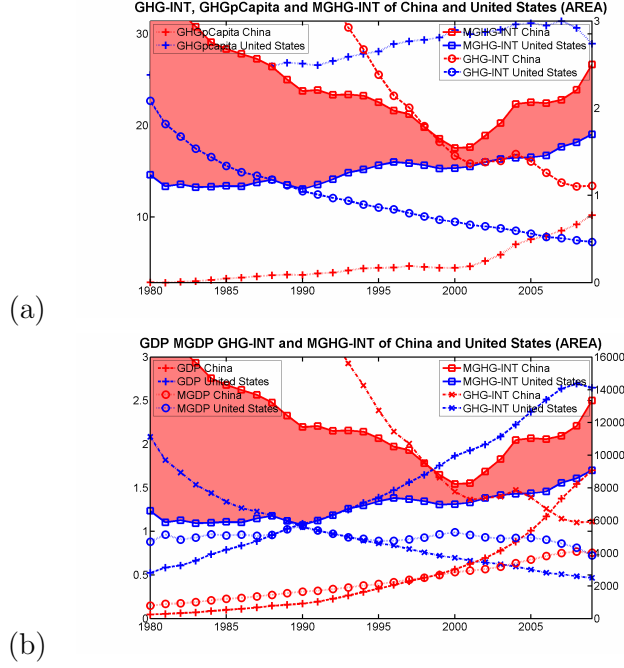 GHG-INT, GHGpCapita and MGHG-INT of China and United States (AREA)
30
20
10
3
2
1
0
GHGpCapita China
GHGpcapita United States
MGHG-INT China
MGHG-INT United States
GHG-INT China
GHG-INT United States
1980 1985 1990 1995 2000 2005
(a)
GDP MGDP GHG-INT and MGHG-INT of China and United States (AREA)
3
2.5
2
1.5
1
0.5
0
16000
14000
12000
10000
8000
6000
4000
2000
0
GDP China
GDP United States
MGDP China
MGDP United States
MGHG-INT China
MGHG-INT United States
GHG-INT China
GHG-INT United States
1980 1985 1990 1995 2000 2005
(b)